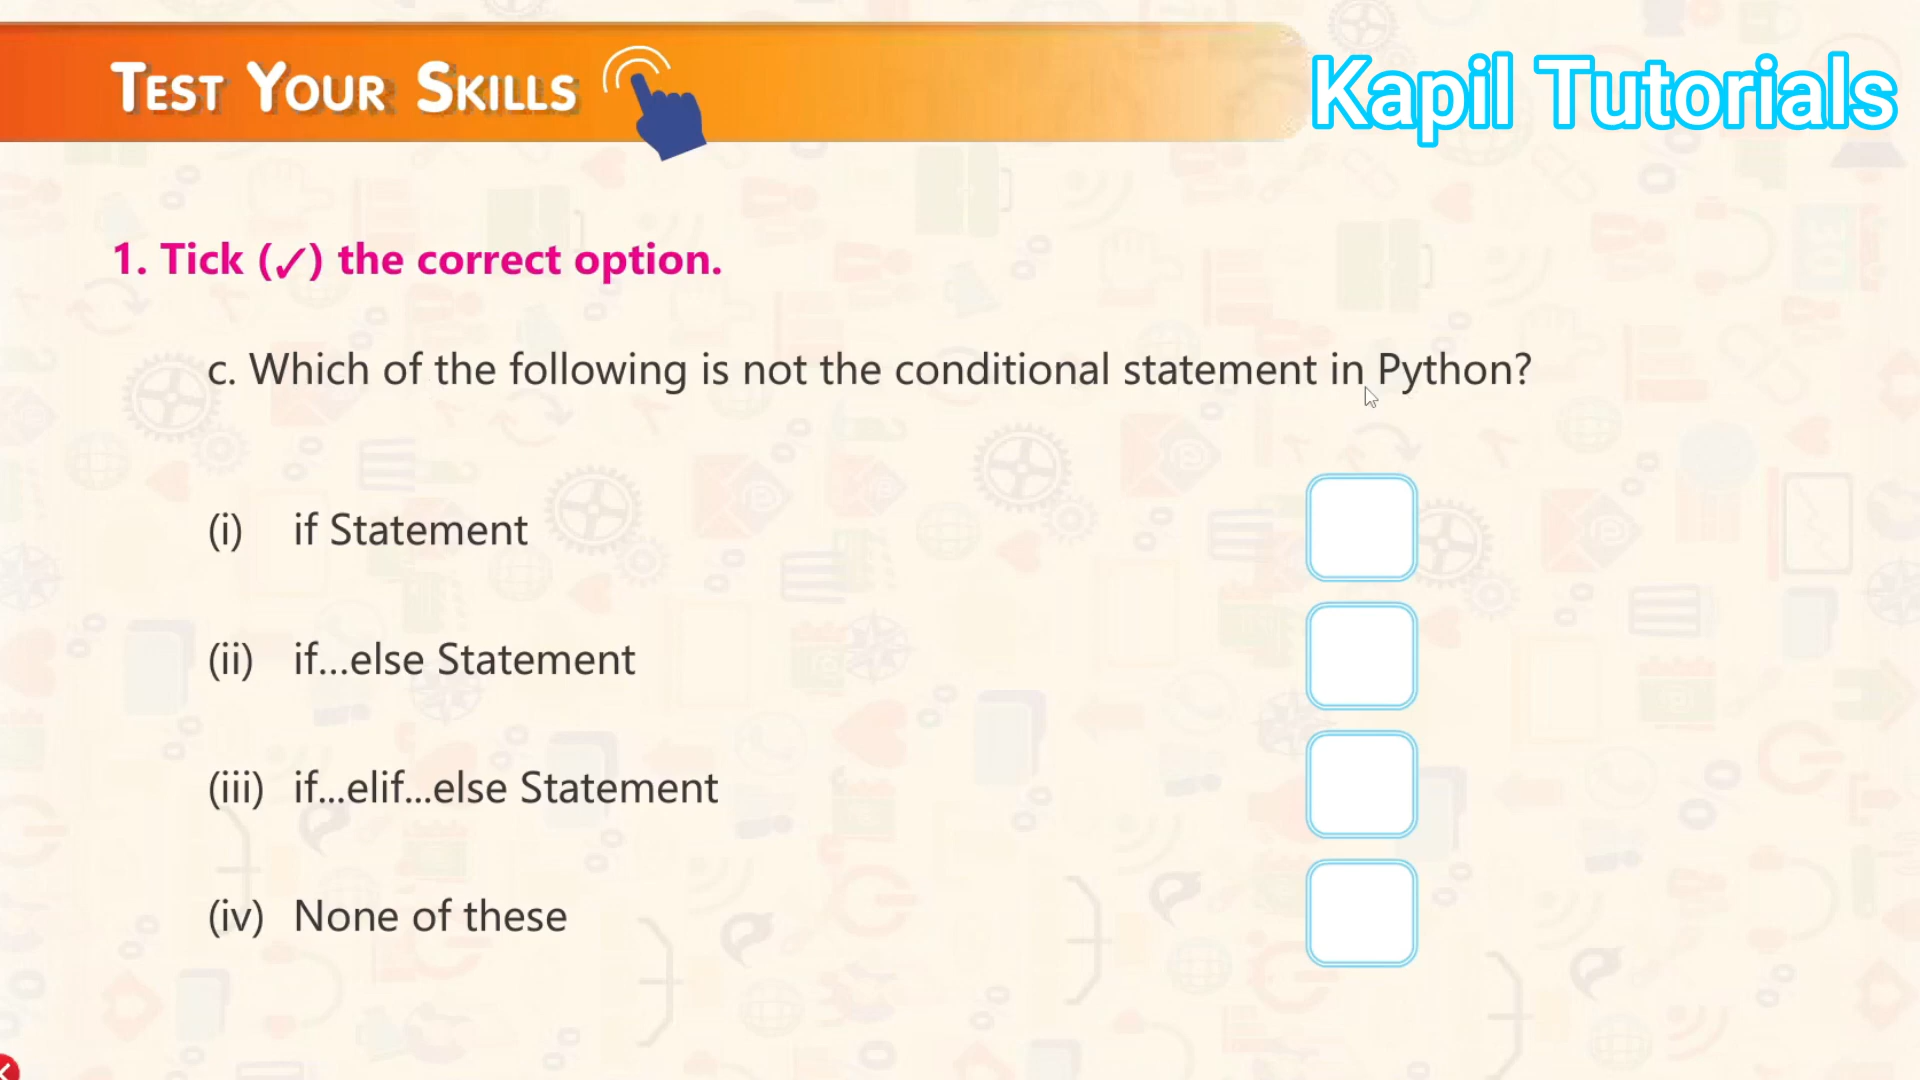 TEST YOUR SKILLS
Kapil Tutorials
1. Tick (✓) the correct option.
c. Which of the following is not the conditional statement in Python?
(i) if Statement
(ii) if...else Statement
(iii) if...elif...else Statement
(iv) None of these